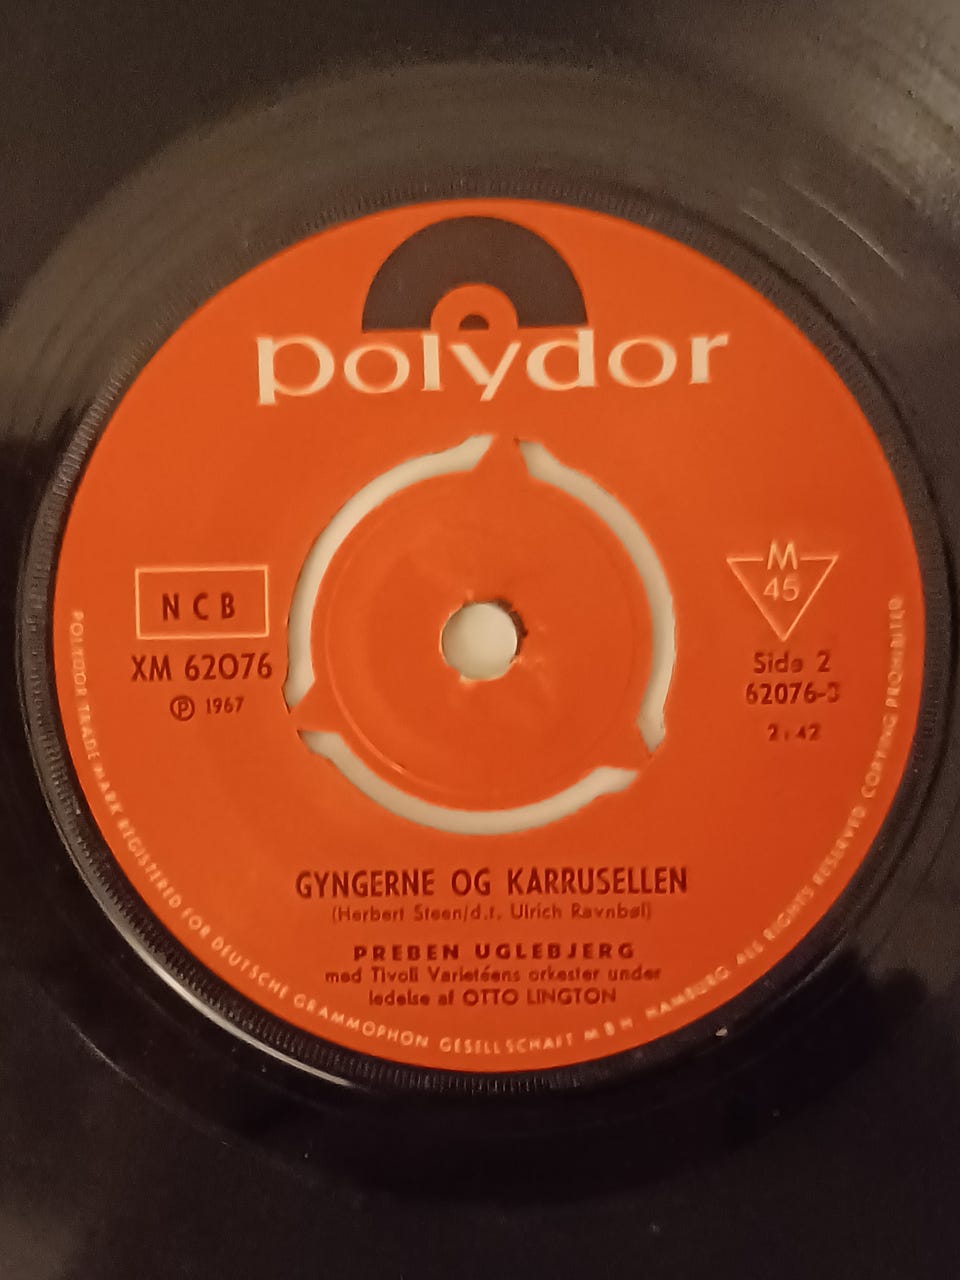 polydor
NCB
XM 62076
℗ 1967
M
45
Side 2
62076-B
2:42
GYNGERNE OG KARRUSELLEN
(Herbert Steen/d.t. Ulrich Ravnbøl)
PREBEN UGLEBJERG
med Tivoli Varietéens orkester under
ledelse af OTTO LINGTON
POLYDOR TRADE MARK REGISTERED FOR DEUTSCHE GRAMMOPHON GESELLSCHAFT M B H HAMBURG. ALL RIGHTS RESERVED COPYING PROHIBITED